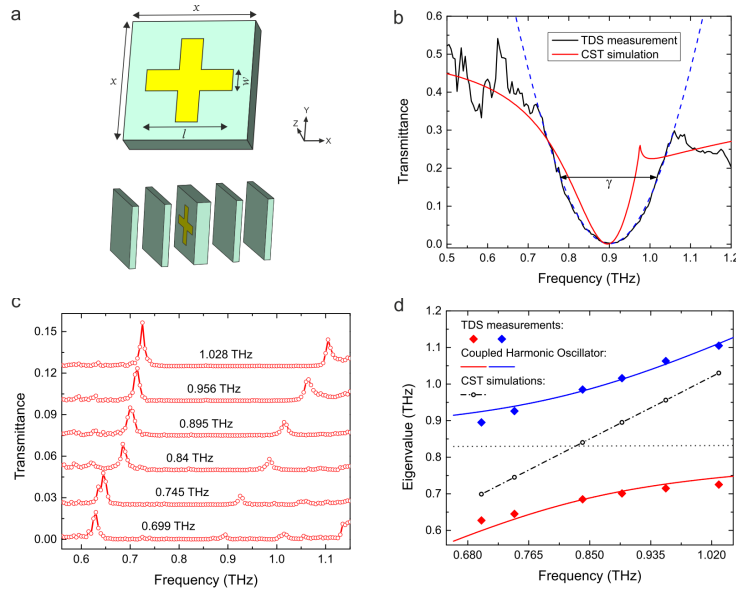 a
x
x
w
l
Y
Z
X
b
0.6
0.5
0.4
0.3
0.2
0.1
0.0
Transmittance
TDS measurement
CST simulation
γ
0.5 0.6 0.7 0.8 0.9 1.0 1.1 1.2
Frequency (THz)
c
0.15
0.12
0.09
0.06
0.03
0.00
Transmittance
1.028 THz
0.956 THz
0.895 THz
0.84 THz
0.745 THz
0.699 THz
0.6 0.7 0.8 0.9 1.0 1.1
Frequency (THz)
d
1.2
1.1
1.0
0.9
0.8
0.7
0.6
Eigenvalue (THz)
TDS measurements:
Coupled Harmonic Oscillator:
CST simulations:
0.680 0.765 0.850 0.935 1.020
Frequency (THz)